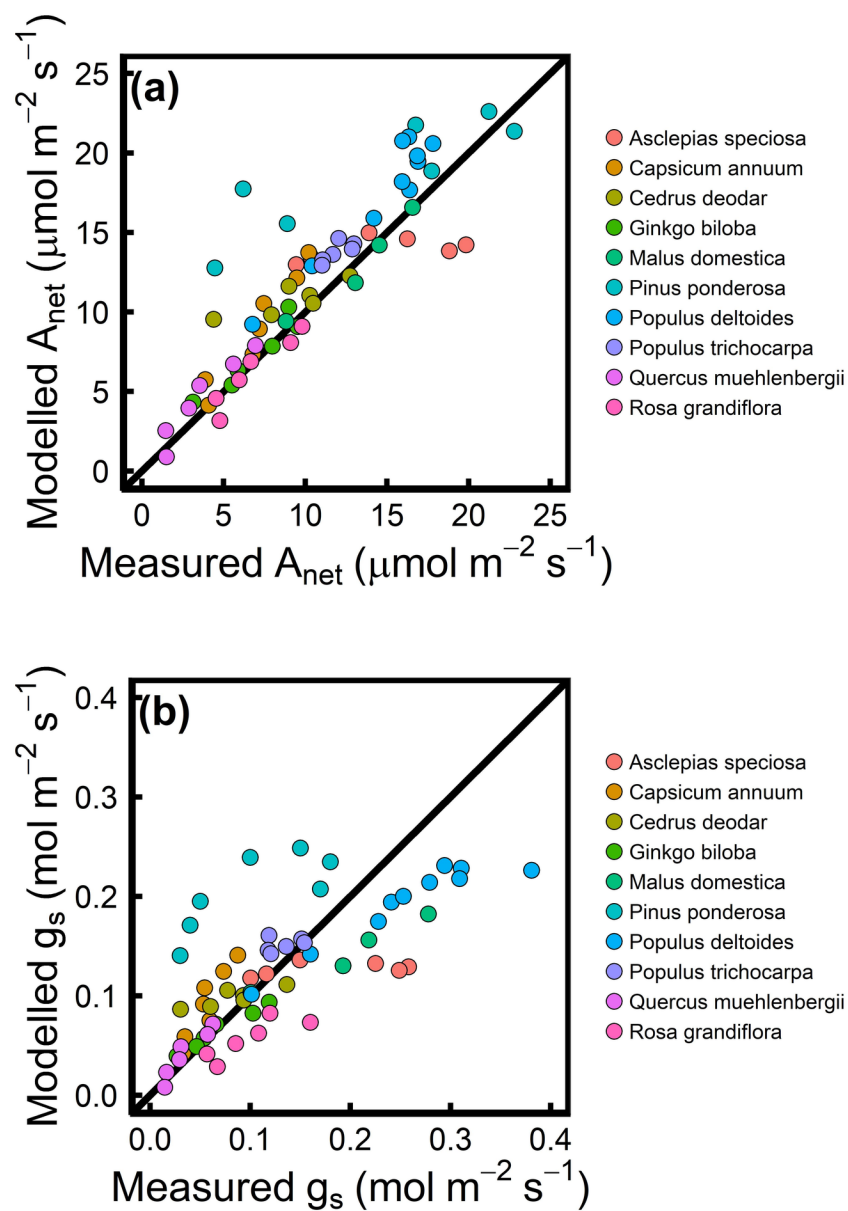 (a)
Modelled Aₙₑₜ (μmol m⁻² s⁻¹)
25
20
15
10
5
0
0 5 10 15 20 25
Measured Aₙₑₜ (μmol m⁻² s⁻¹)
Asclepias speciosa
Capsicum annuum
Cedrus deodar
Ginkgo biloba
Malus domestica
Pinus ponderosa
Populus deltoides
Populus trichocarpa
Quercus muehlenbergii
Rosa grandiflora
(b)
Modelled gₛ (mol m⁻² s⁻¹)
0.4
0.3
0.2
0.1
0.0
0.0 0.1 0.2 0.3 0.4
Measured gₛ (mol m⁻² s⁻¹)
Asclepias speciosa
Capsicum annuum
Cedrus deodar
Ginkgo biloba
Malus domestica
Pinus ponderosa
Populus deltoides
Populus trichocarpa
Quercus muehlenbergii
Rosa grandiflora